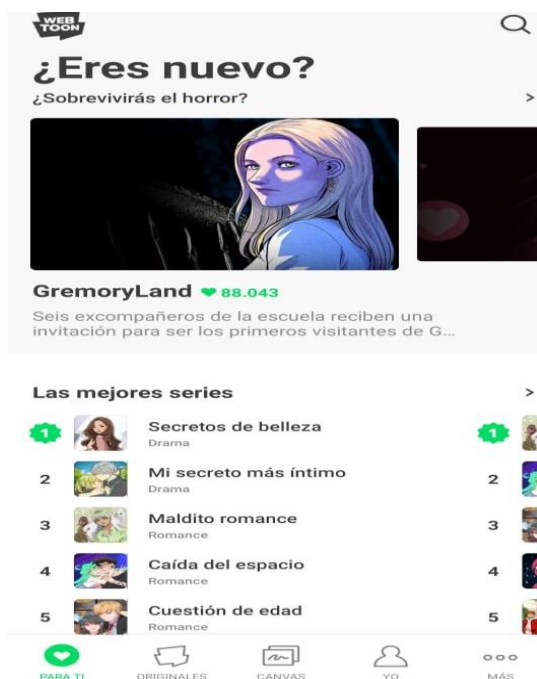 WEB
TOON
¿Eres nuevo?
¿Sobrevivirás el horror?
>
GremoryLand 88.043
Seis excompañeros de la escuela reciben una
invitación para ser los primeros visitantes de G...
Las mejores series
>
1
Secretos de belleza
Drama
1
2
Mi secreto más íntimo
Drama
2
3
Maldito romance
Romance
3
4
Caída del espacio
Romance
4
5
Cuestión de edad
Romance
5
PARA TI
ORIGINALES
CANVAS
YO
MÁS